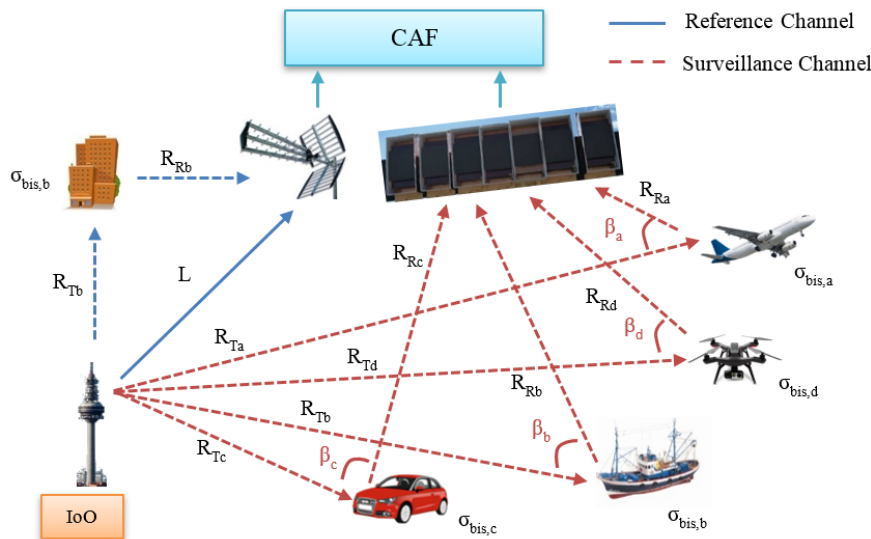 CAF
Reference Channel
Surveillance Channel
σbis,b
RRb
RTb
L
RRa
βa
σbis,a
RRc
RRd
RTa
βd
RTd
RRb
σbis,d
RTb
RTc
βc
βb
IoO
σbis,c
σbis,b